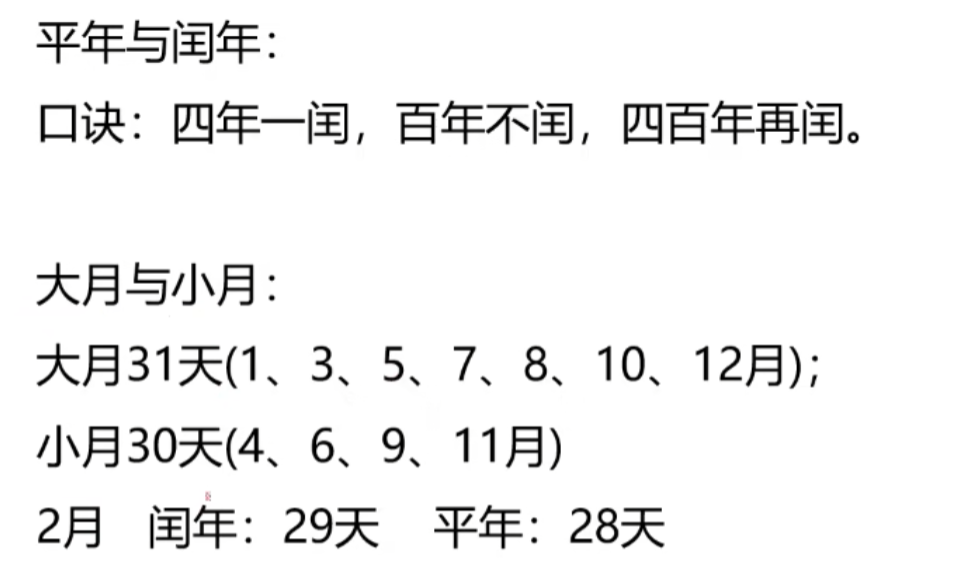 平年与闰年：
口诀：四年一闰，百年不闰，四百年再闰。
大月与小月：
大月31天(1、3、5、7、8、10、12月)；
小月30天(4、6、9、11月)
2月 闰年：29天 平年：28天